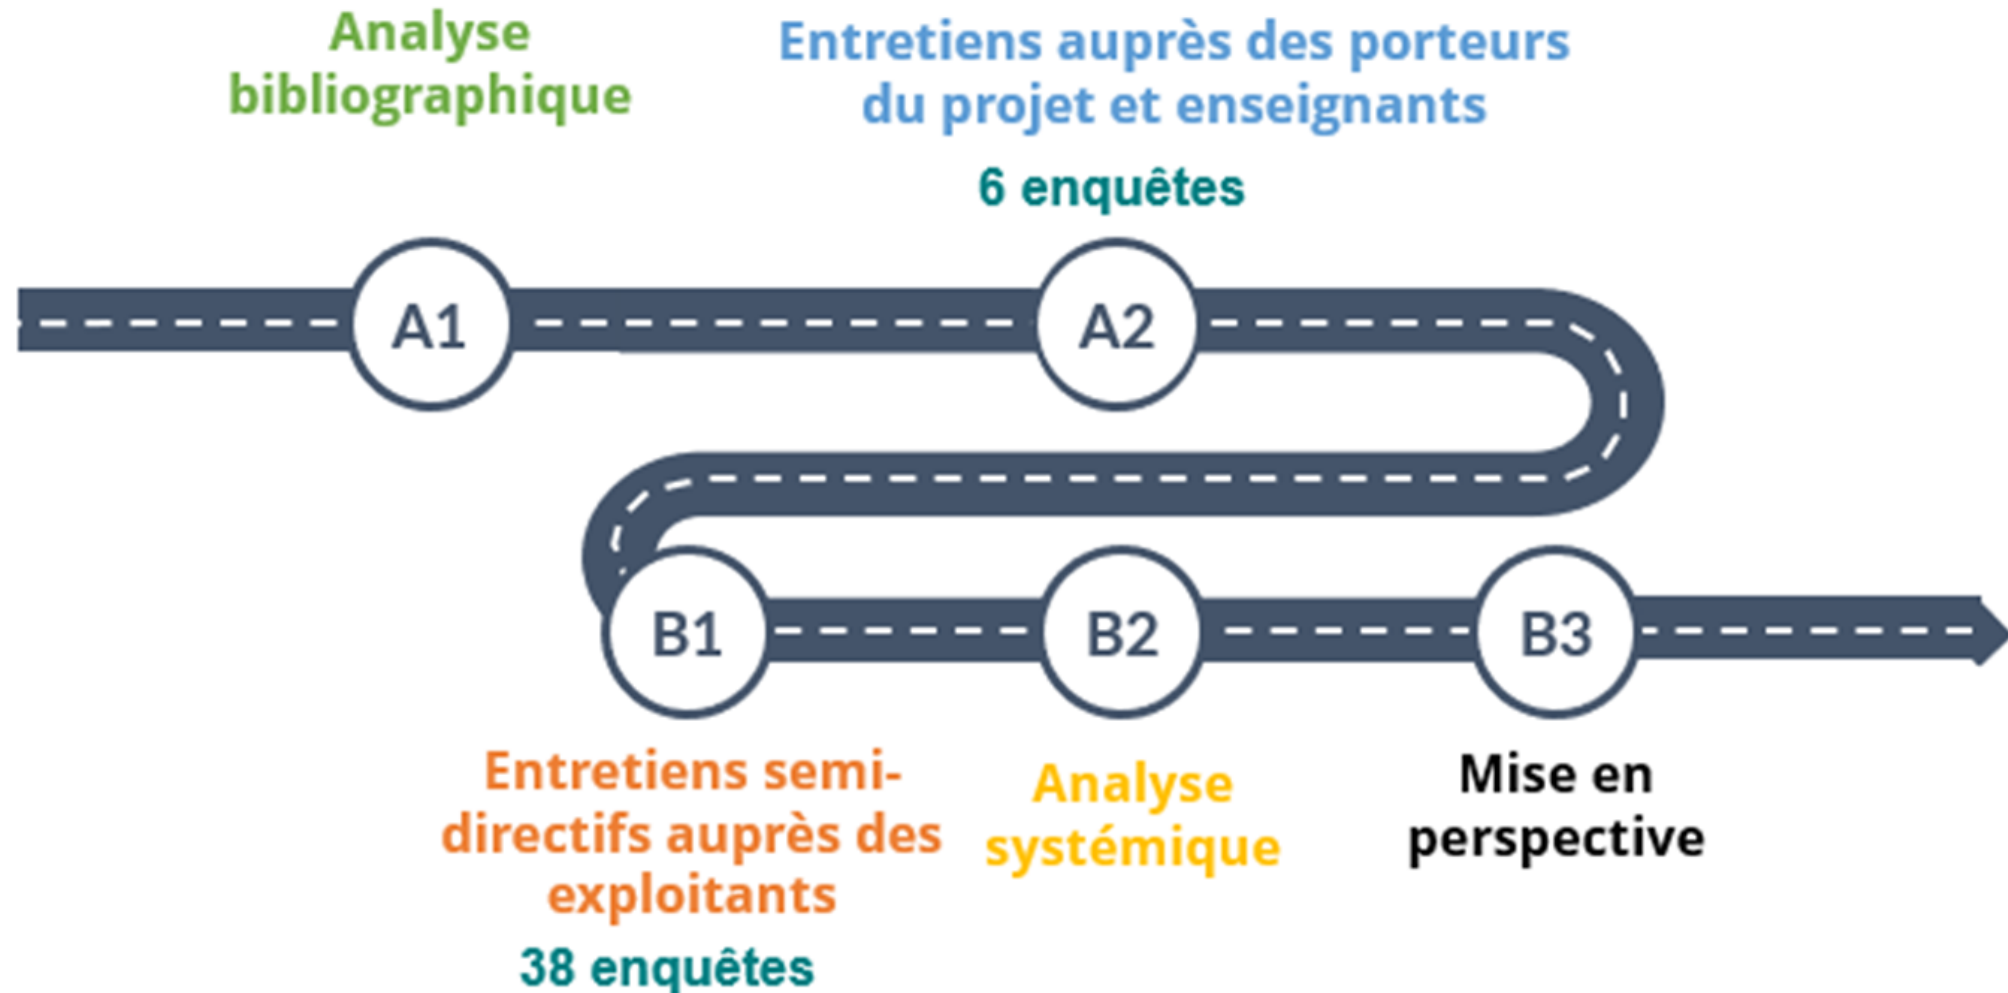 Analyse
bibliographique
Entretiens auprès des porteurs
du projet et enseignants
6 enquêtes
A1
A2
B1
B2
B3
Entretiens semi-
directifs auprès des
exploitants
38 enquêtes
Analyse
systémique
Mise en
perspective